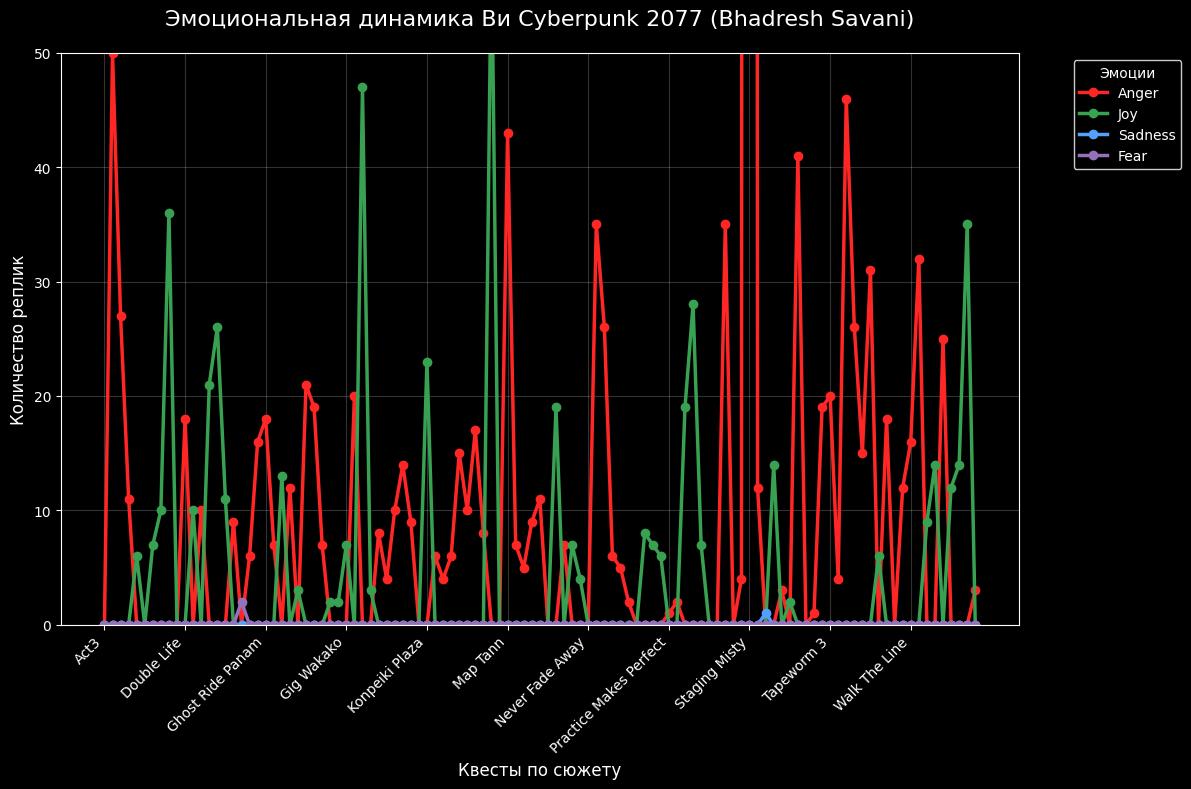 Эмоциональная динамика Ви Cyberpunk 2077 (Bhadresh Savani)
Эмоции
Anger
Joy
Sadness
Fear
Количество реплик
50
40
30
20
10
0
Act3
Double Life
Ghost Ride Panam
Gig Wakako
Konpeiki Plaza
Map Tann
Never Fade Away
Practice Makes Perfect
Staging Misty
Tapeworm 3
Walk The Line
Квесты по сюжету